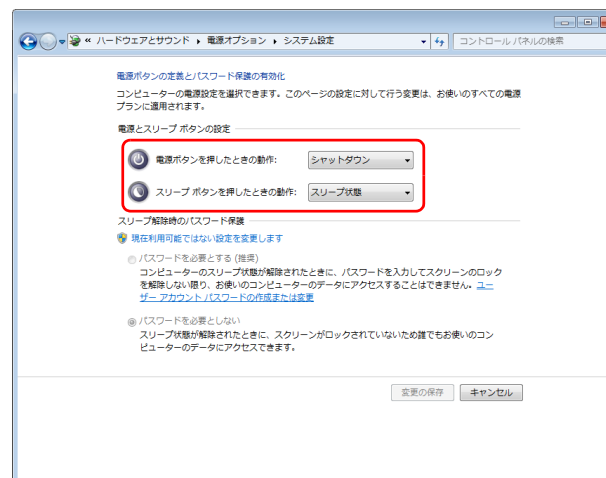 « ハードウェアとサウンド ▸ 電源オプション ▸ システム設定
コントロール パネルの検索
電源ボタンの定義とパスワード保護の有効化
コンピューターの電源設定を選択できます。このページの設定に対して行う変更は、お使いのすべての電源
プランに適用されます。
電源とスリープ ボタンの設定
電源ボタンを押したときの動作: シャットダウン
スリープ ボタンを押したときの動作: スリープ状態
スリープ解除時のパスワード保護
現在利用可能ではない設定を変更します
パスワードを必要とする (推奨)
コンピューターのスリープ状態が解除されたときに、パスワードを入力してスクリーンのロック
を解除しない限り、お使いのコンピューターのデータにアクセスすることはできません。ユー
ザー アカウント パスワードの作成または変更
パスワードを必要としない
スリープ状態が解除されたときに、スクリーンがロックされていないため誰でもお使いのコン
ピューターのデータにアクセスできます。
変更の保存 キャンセル